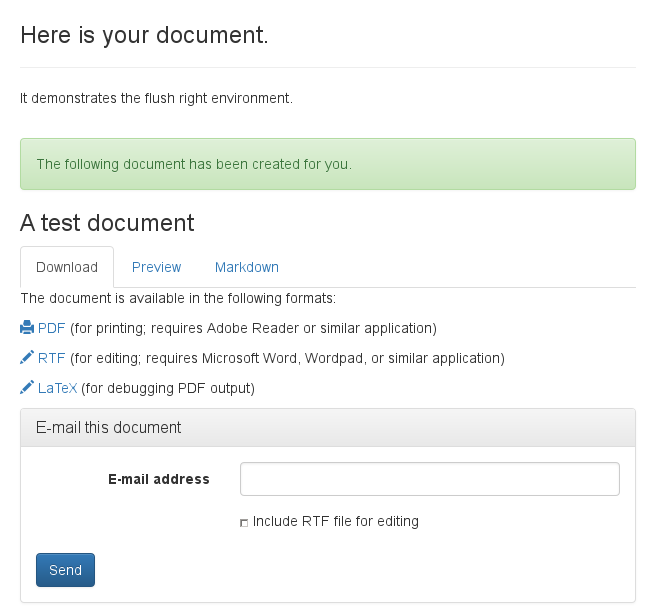 Here is your document.
It demonstrates the flush right environment.
The following document has been created for you.
A test document
Download Preview Markdown
The document is available in the following formats:
PDF (for printing; requires Adobe Reader or similar application)
RTF (for editing; requires Microsoft Word, Wordpad, or similar application)
LaTeX (for debugging PDF output)
E-mail this document
E-mail address
Include RTF file for editing
Send